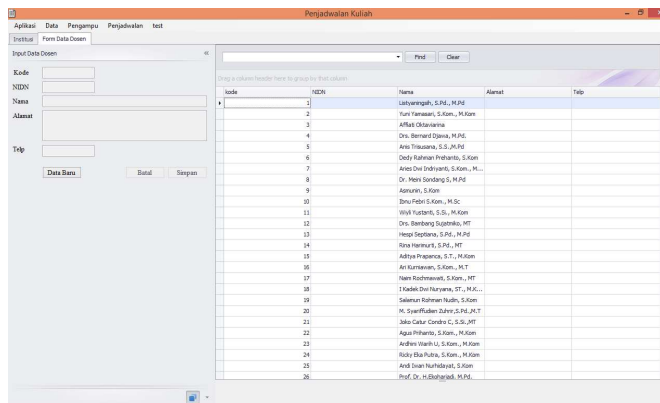 Penjadwalan Kuliah
Aplikasi Data Pengampu Penjadwalan test
Institusi Form Data Dosen
Input Data Dosen
Kode
NIDN
Nama
Alamat
Telp
Data Baru Batal Simpan
Find Clear
Drag a column header here to group by that column
kode NIDN Nama Alamat Telp
1 Listyaningsih, S.Pd., M.Pd
2 Yuni Yamasari, S.Kom., M.Kom
3 Affiati Oktaviarina
4 Drs. Bernard Djawa, M.Pd.
5 Anis Trisusana, S.S.,M.Pd
6 Dedy Rahman Prehanto, S.Kom
7 Aries Dwi Indriyanti, S.Kom., M...
8 Dr. Meini Sondang S, M.Pd
9 Asmunin, S.Kom
10 Ibnu Febri S.Kom., M.Sc
11 Wiyli Yustanti, S.Si., M.Kom
12 Drs. Bambang Sujatmiko, MT
13 Hespi Septiana, S.Pd., M.Pd
14 Rina Harimurti, S.Pd., MT
15 Aditya Prapanca, S.T., M.Kom
16 Ari Kurniawan, S.Kom., M.T
17 Naim Rochmawati, S.Kom., MT
18 I Kadek Dwi Nuryana, ST., M.K...
19 Salamun Rohman Nudin, S.Kom
20 M. Syariffudien Zuhrr,S.Pd.,M.T
21 Joko Catur Condro C, S.Si.,MT
22 Agus Prihanto, S.Kom., M.Kom
23 Ardhini Warih U, S.Kom., M.Kom
24 Ricky Eka Putra, S.Kom., M.Kom
25 Andi Iwan Nurhidayat, S.Kom
26 Prof. Dr. H.Ekohariadi. M.Pd.